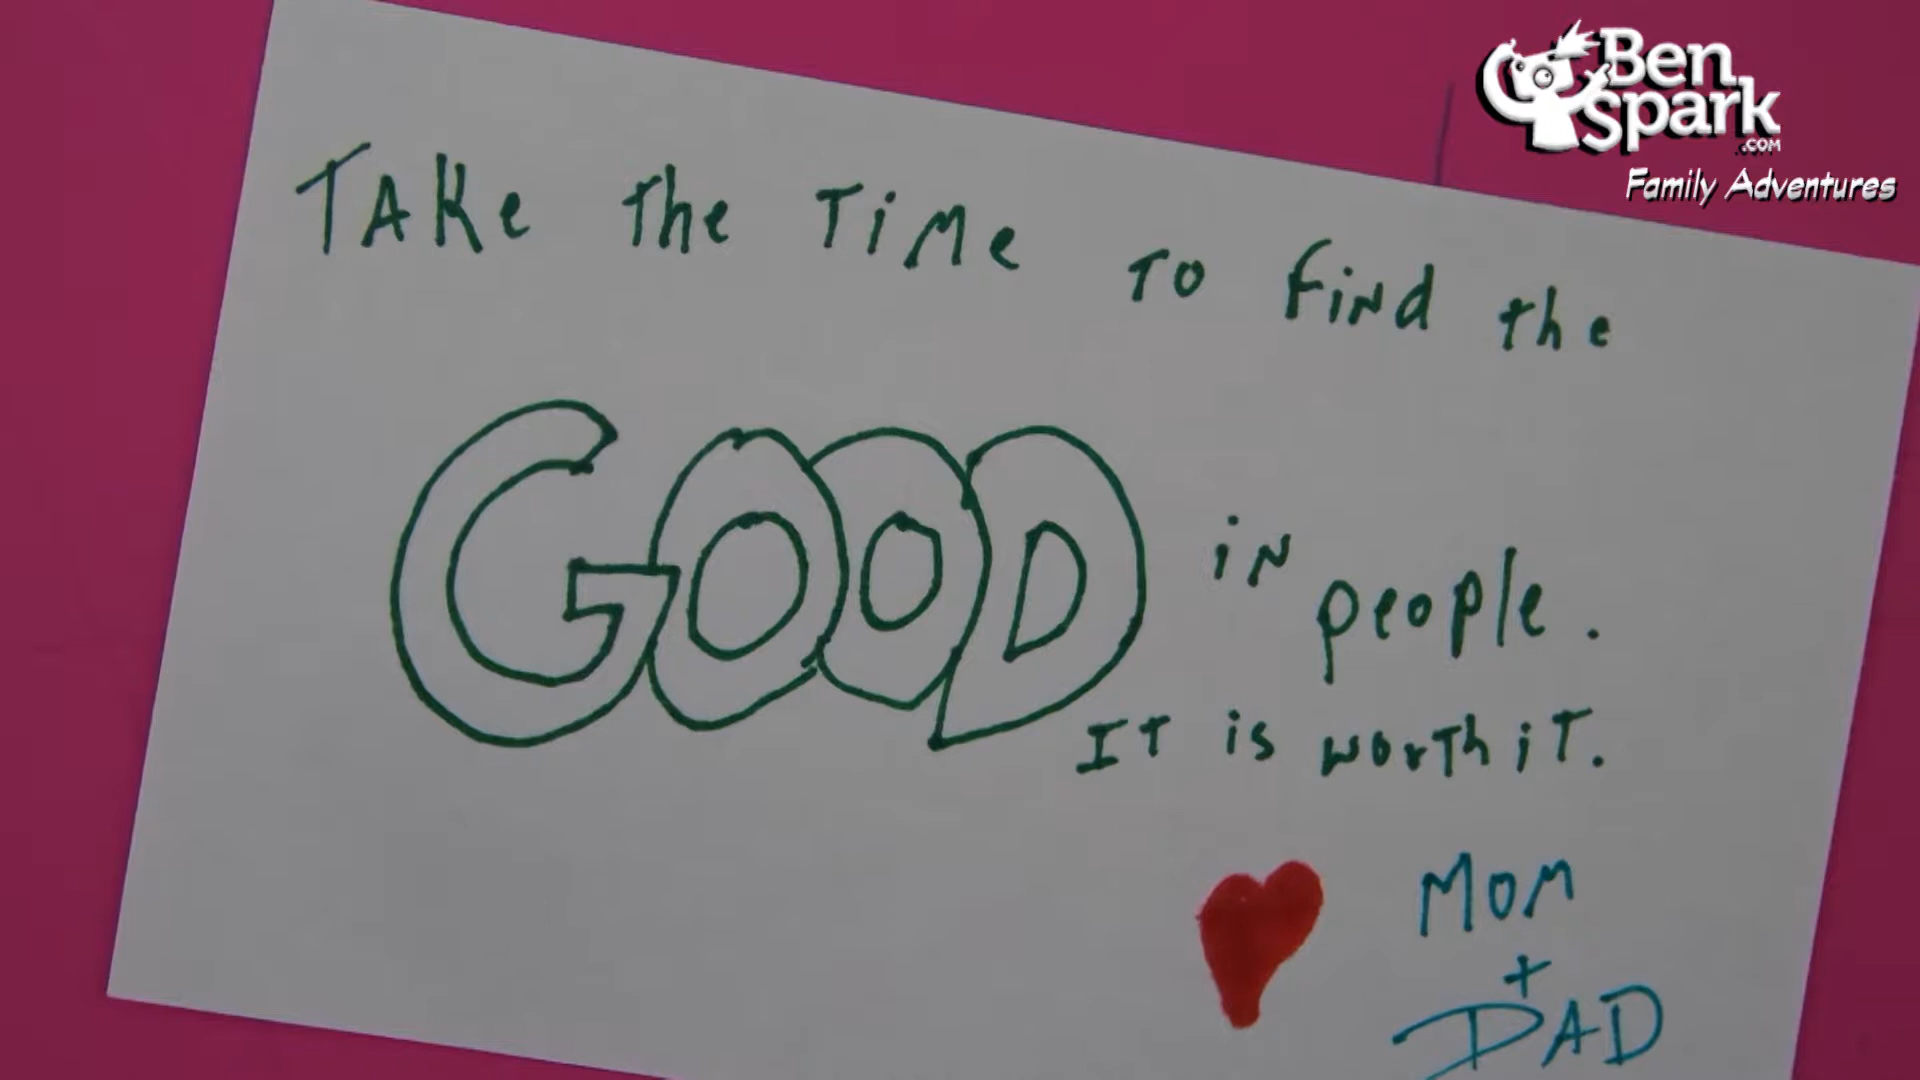 Ben
Spark
.COM
Family Adventures
TAKe the TiMe TO find the
GOOD in people.
IT is worth iT.
MOM
+
DAD